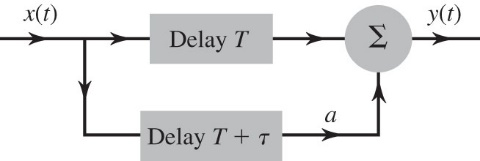 x(t)
Delay T
Σ
y(t)
Delay T + τ
a